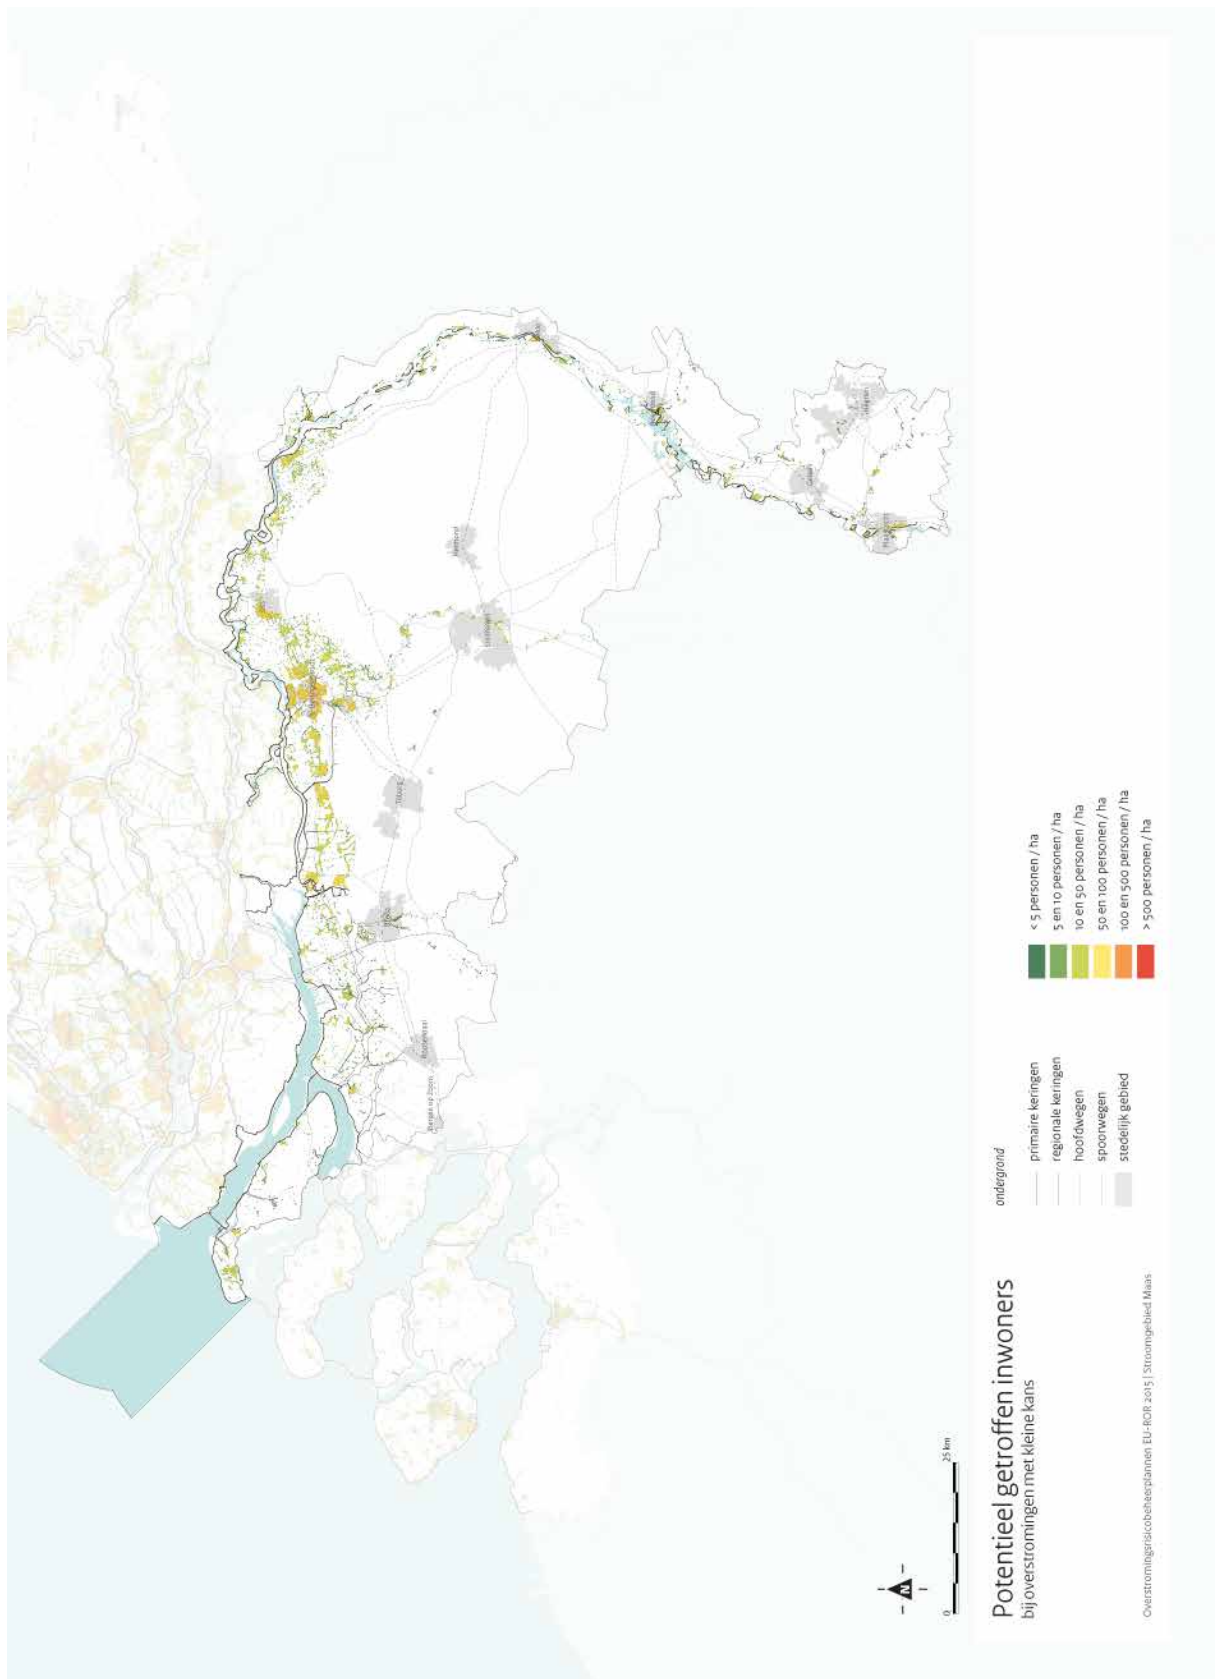 Helmond
Eindhoven
Tilburg
Roosendaal
Bergen op Zoom
Maastricht
0
25 km
N
Potentieel getroffen inwoners
bij overstromingen met kleine kans
ondergrond
primaire keringen
regionale keringen
hoofdwegen
spoorwegen
stedelijk gebied
< 5 personen / ha
5 en 10 personen / ha
10 en 50 personen / ha
50 en 100 personen / ha
100 en 500 personen / ha
> 500 personen / ha
Overstromingsrisicobeheerplannen EU-ROR 2015 | Stroomgebied Maas